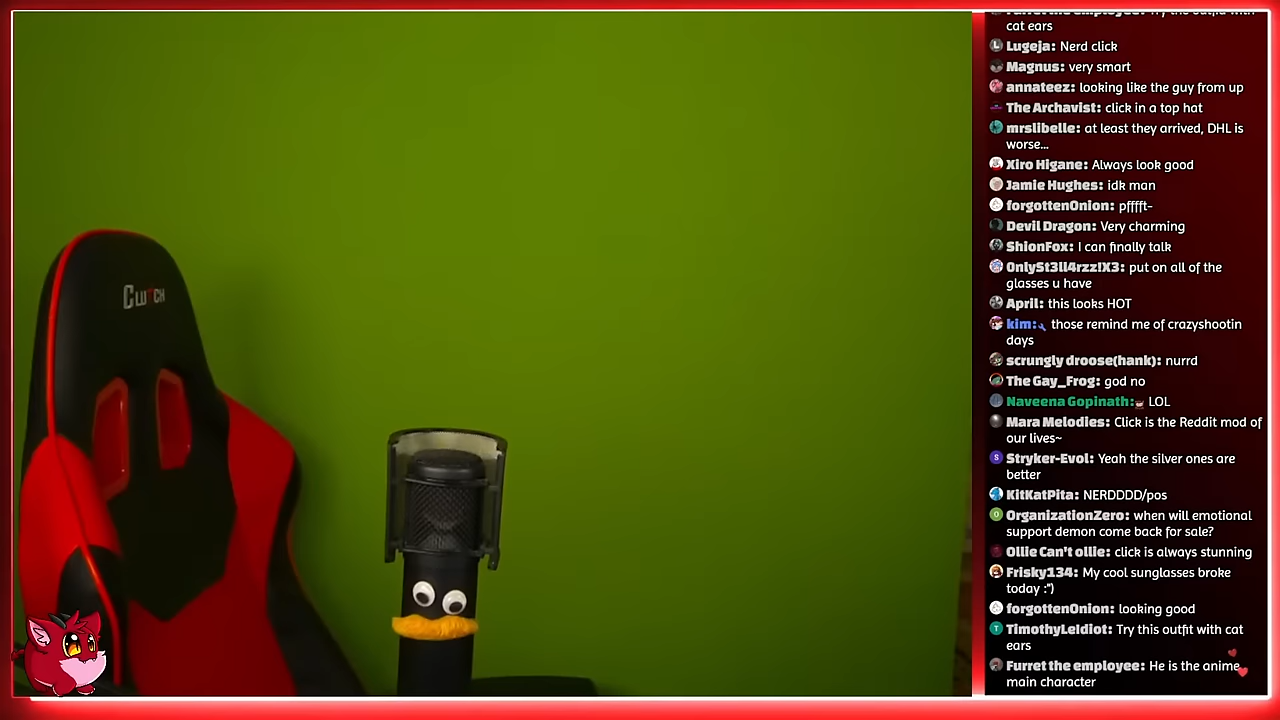 CLUTCH
cat ears
Lugeja: Nerd click
Magnus: very smart
annateez: looking like the guy from up
The Archavist: click in a top hat
mrslibelle: at least they arrived, DHL is
worse...
Xiro Higane: Always look good
Jamie Hughes: idk man
forgottenOnion: pfffft-
Devil Dragon: Very charming
ShionFox: I can finally talk
OnlySt3ll4rzz!X3: put on all of the
glasses u have
April: this looks HOT
kim: those remind me of crazyshootin
days
scrungly droose(hank): nurrd
The Gay_Frog: god no
Naveena Gopinath: LOL
Mara Melodies: Click is the Reddit mod of
our lives~
S Stryker-Evol: Yeah the silver ones are
better
KitKatPita: NERDDDD/pos
O OrganizationZero: when will emotional
support demon come back for sale?
Ollie Can't ollie: click is always stunning
Frisky134: My cool sunglasses broke
today :")
forgottenOnion: looking good
T TimothyLeIdiot: Try this outfit with cat
ears
Furret the employee: He is the anime
main character